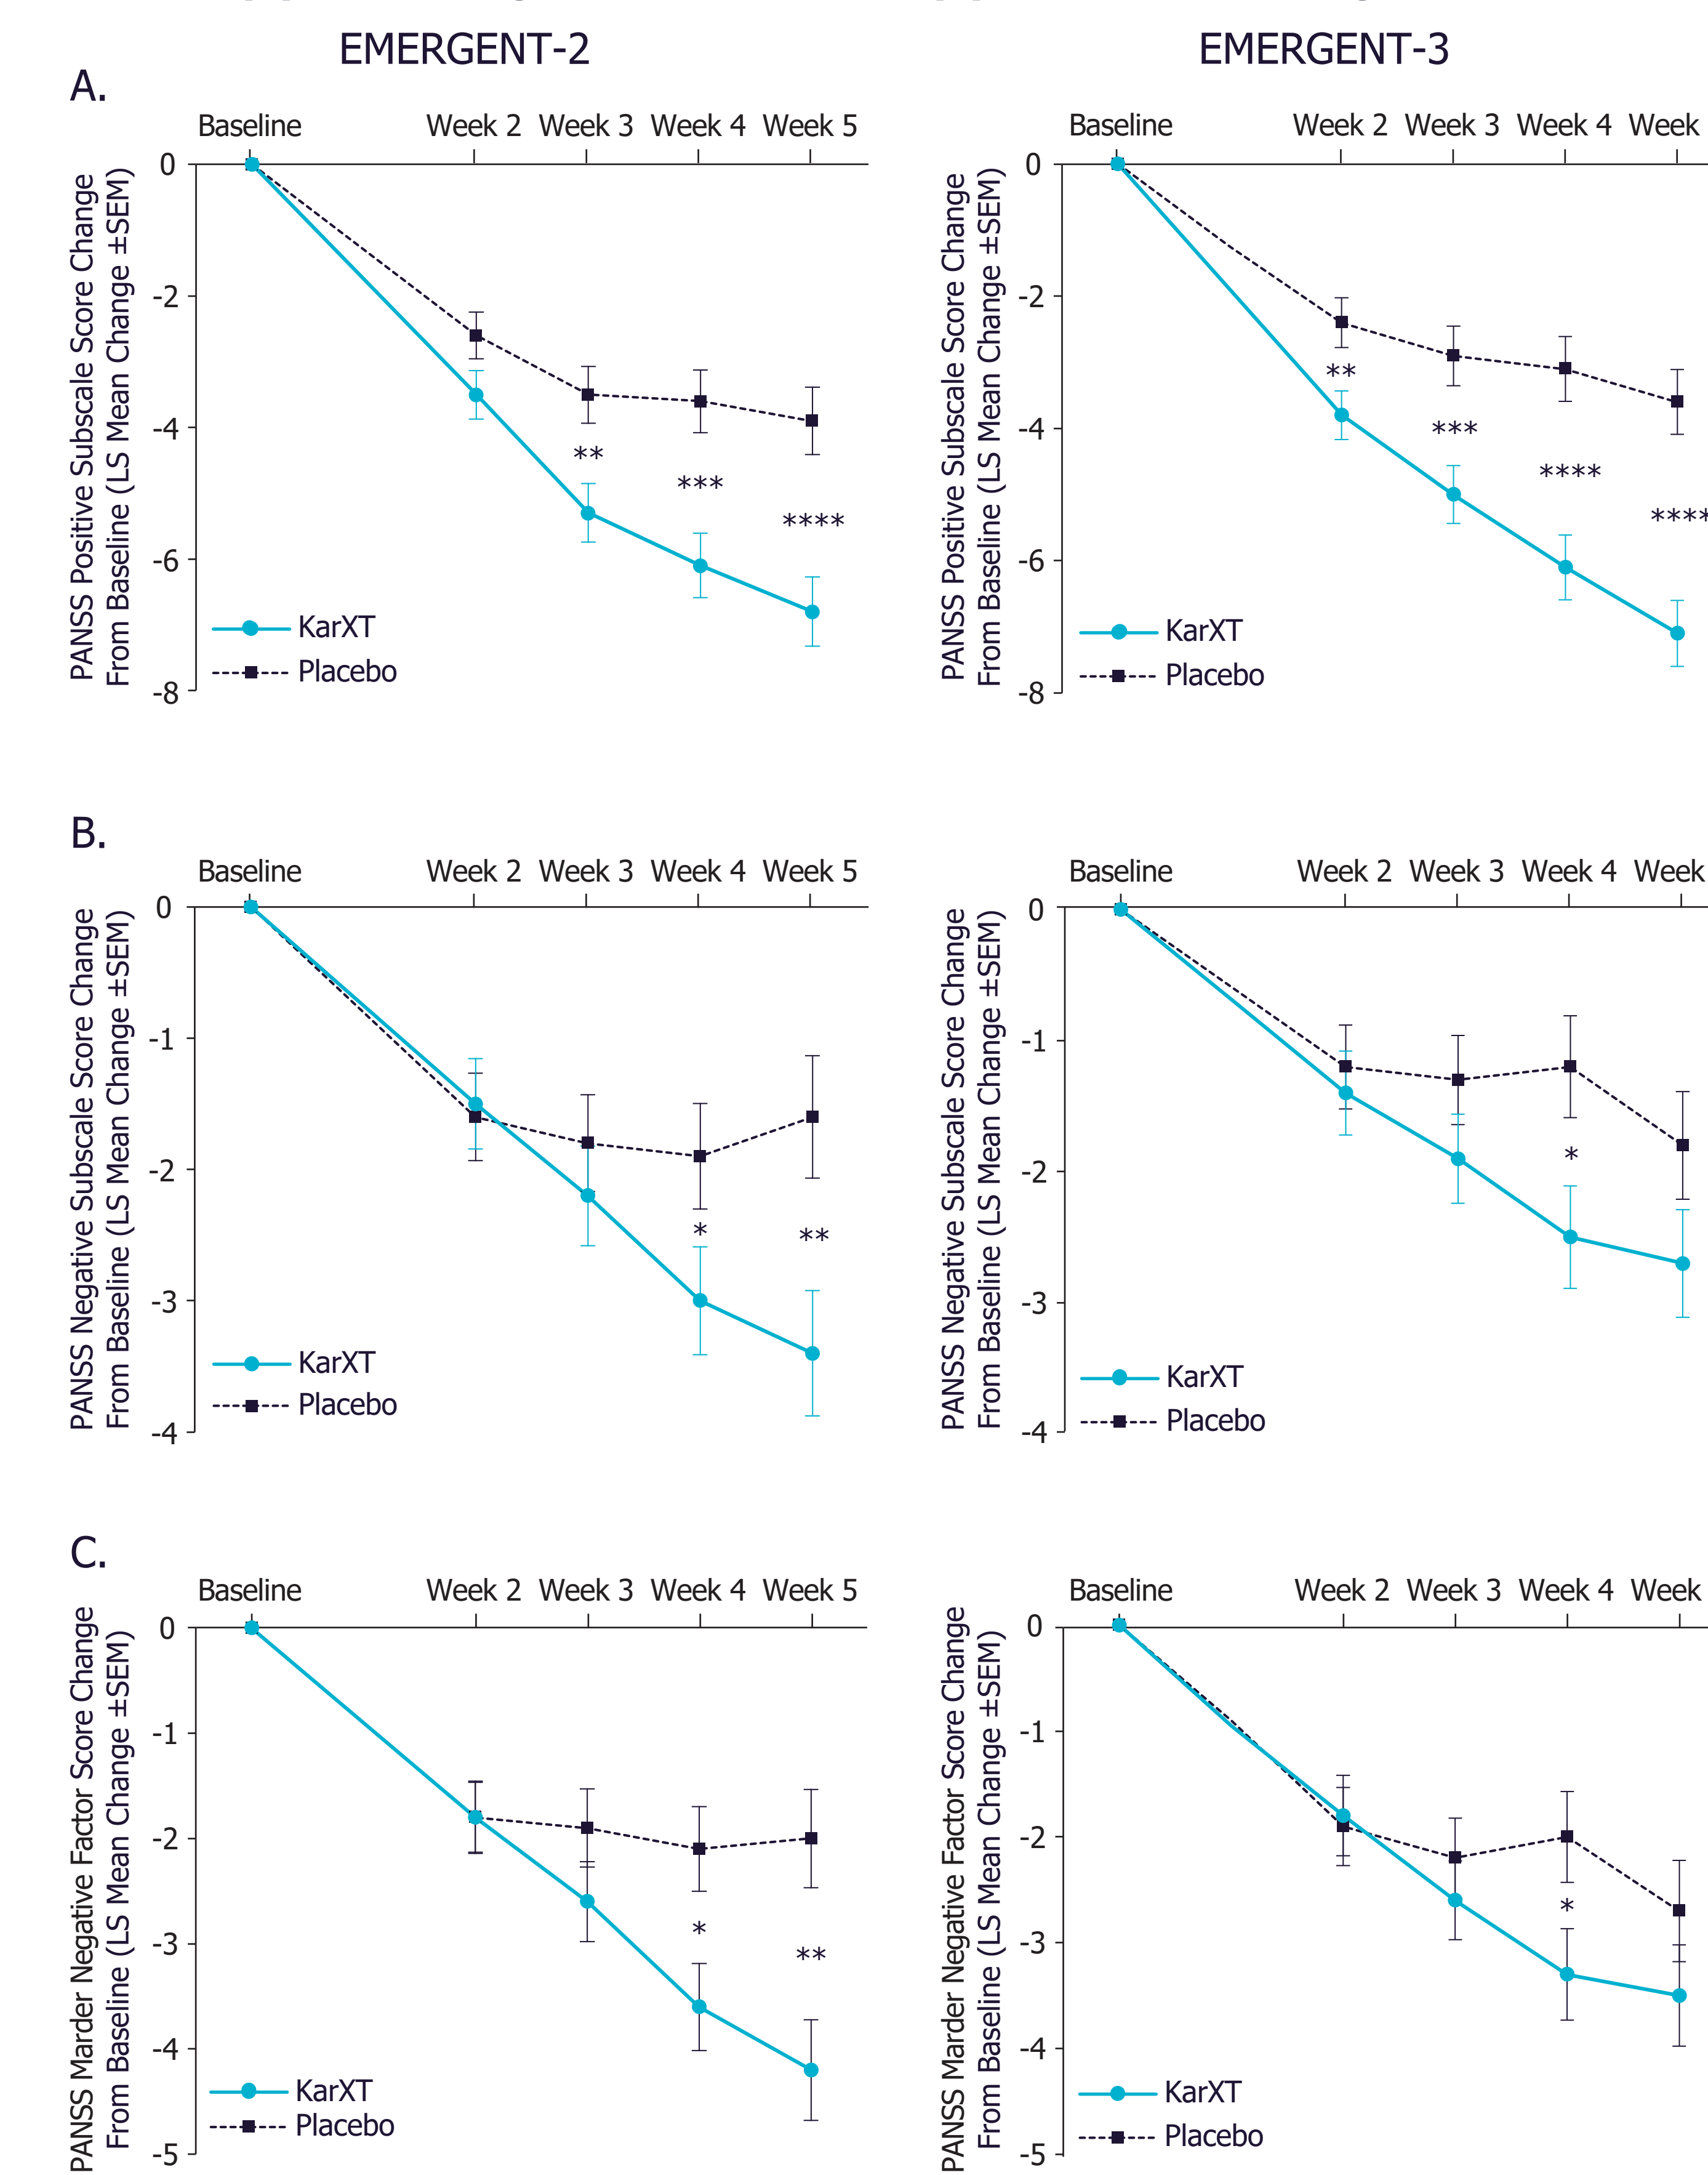 EMERGENT-2
EMERGENT-3
A.
Baseline Week 2 Week 3 Week 4 Week 5
0
-2
-4
-6
-8
PANSS Positive Subscale Score Change
From Baseline (LS Mean Change ±SEM)
**
***
****
KarXT
Placebo
Baseline Week 2 Week 3 Week 4 Week
0
-2
-4
-6
-8
PANSS Positive Subscale Score Change
From Baseline (LS Mean Change ±SEM)
**
***
****
****
KarXT
Placebo
B.
Baseline Week 2 Week 3 Week 4 Week 5
0
-1
-2
-3
-4
PANSS Negative Subscale Score Change
From Baseline (LS Mean Change ±SEM)
*
**
KarXT
Placebo
Baseline Week 2 Week 3 Week 4 Week
0
-1
-2
-3
-4
PANSS Negative Subscale Score Change
From Baseline (LS Mean Change ±SEM)
*
KarXT
Placebo
C.
Baseline Week 2 Week 3 Week 4 Week 5
0
-1
-2
-3
-4
-5
PANSS Marder Negative Factor Score Change
From Baseline (LS Mean Change ±SEM)
*
**
KarXT
Placebo
Baseline Week 2 Week 3 Week 4 Week
0
-1
-2
-3
-4
-5
PANSS Marder Negative Factor Score Change
From Baseline (LS Mean Change ±SEM)
*
KarXT
Placebo